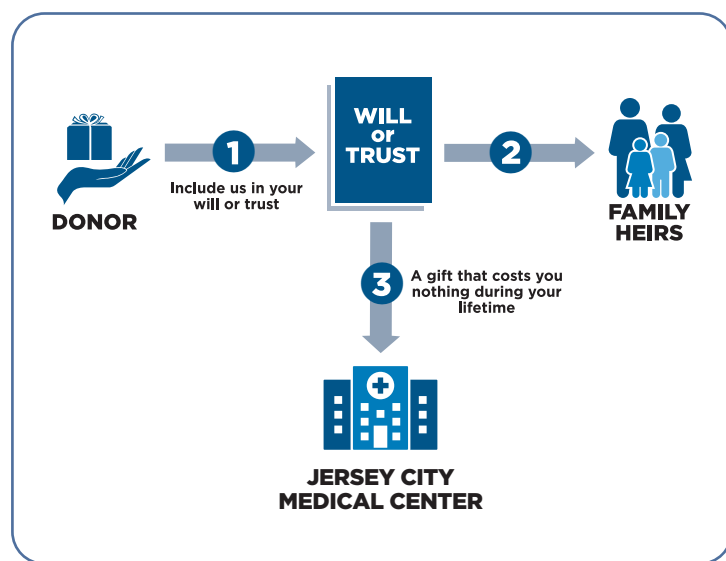 DONOR
1
Include us in your
will or trust
WILL
or
TRUST
2
FAMILY
HEIRS
3
A gift that costs you
nothing during your
lifetime
JERSEY CITY
MEDICAL CENTER